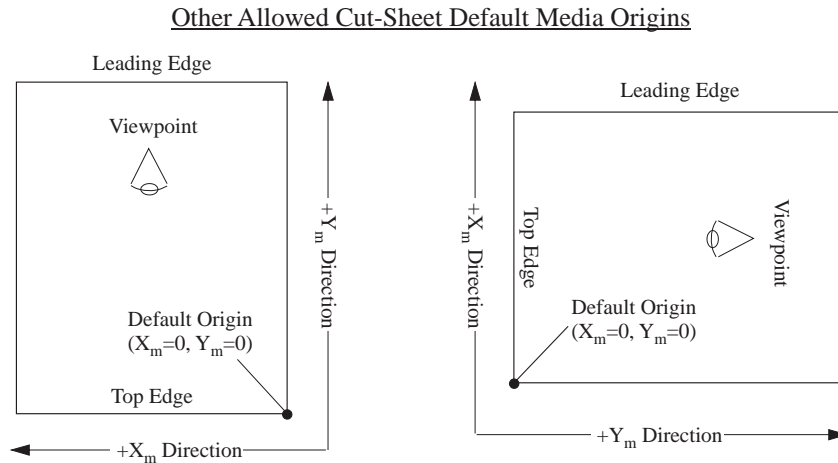 Other Allowed Cut-Sheet Default Media Origins
Leading Edge
Viewpoint
+Yₘ Direction
Default Origin
(Xₘ=0, Yₘ=0)
Top Edge
+Xₘ Direction
Leading Edge
+Xₘ Direction
Top Edge
Viewpoint
Default Origin
(Xₘ=0, Yₘ=0)
+Yₘ Direction